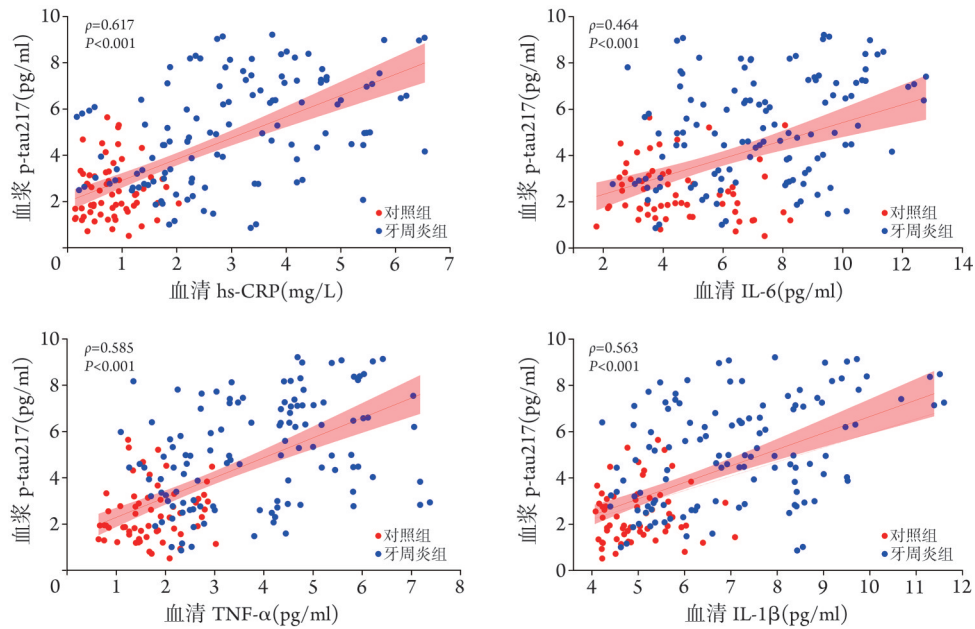 10
8
6
4
2
0
血浆 p-tau217(pg/ml)
ρ=0.617
P<0.001
对照组
牙周炎组
0 1 2 3 4 5 6 7
血清 hs-CRP(mg/L)
10
8
6
4
2
0
血浆 p-tau217(pg/ml)
ρ=0.464
P<0.001
对照组
牙周炎组
2 4 6 8 10 12 14
血清 IL-6(pg/ml)
10
8
6
4
2
0
血浆 p-tau217(pg/ml)
ρ=0.585
P<0.001
对照组
牙周炎组
0 1 2 3 4 5 6 7 8
血清 TNF-α(pg/ml)
10
8
6
4
2
0
血浆 p-tau217(pg/ml)
ρ=0.563
P<0.001
对照组
牙周炎组
4 5 6 7 8 9 10 11 12
血清 IL-1β(pg/ml)